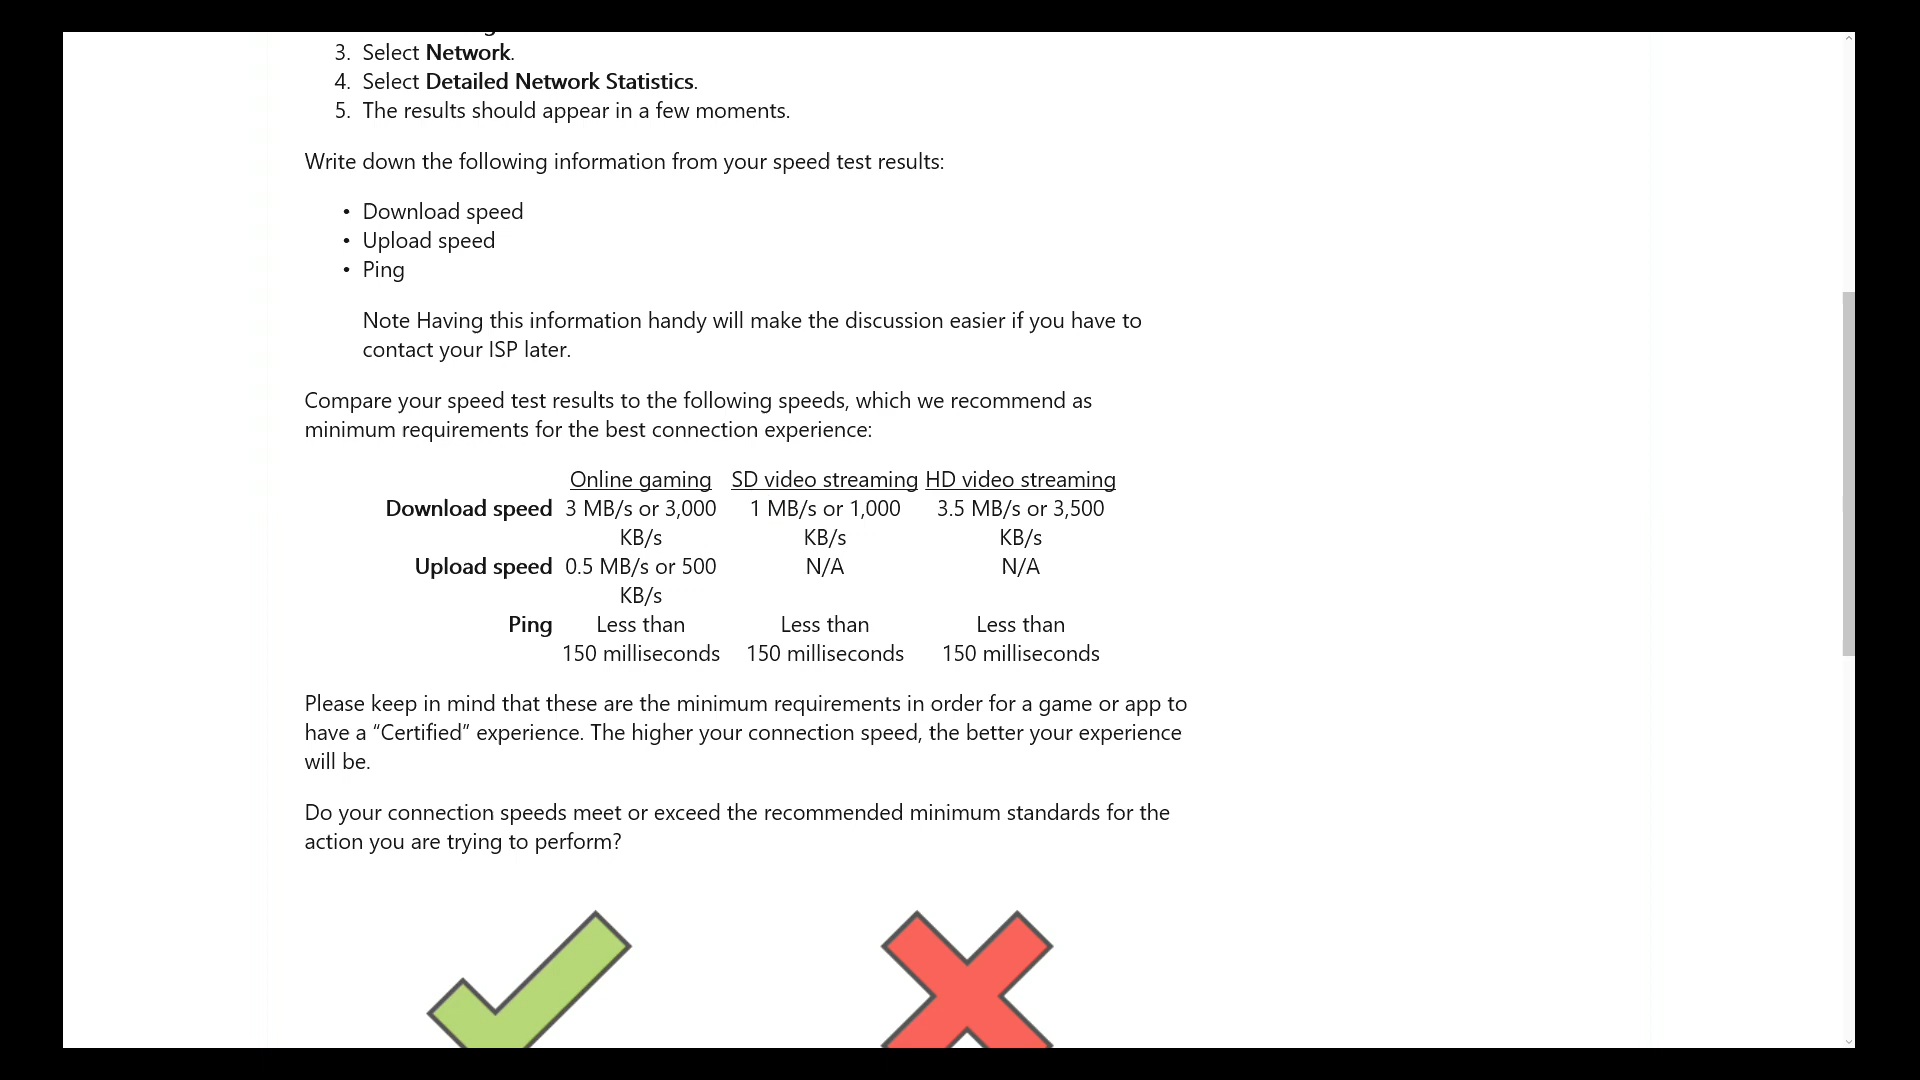 3. Select Network.
4. Select Detailed Network Statistics.
5. The results should appear in a few moments.
Write down the following information from your speed test results:
• Download speed
• Upload speed
• Ping
Note Having this information handy will make the discussion easier if you have to
contact your ISP later.
Compare your speed test results to the following speeds, which we recommend as
minimum requirements for the best connection experience:
Online gaming SD video streaming HD video streaming
Download speed 3 MB/s or 3,000 1 MB/s or 1,000 3.5 MB/s or 3,500
KB/s KB/s KB/s
Upload speed 0.5 MB/s or 500 N/A N/A
KB/s
Ping Less than Less than Less than
150 milliseconds 150 milliseconds 150 milliseconds
Please keep in mind that these are the minimum requirements in order for a game or app to
have a “Certified” experience. The higher your connection speed, the better your experience
will be.
Do your connection speeds meet or exceed the recommended minimum standards for the
action you are trying to perform?